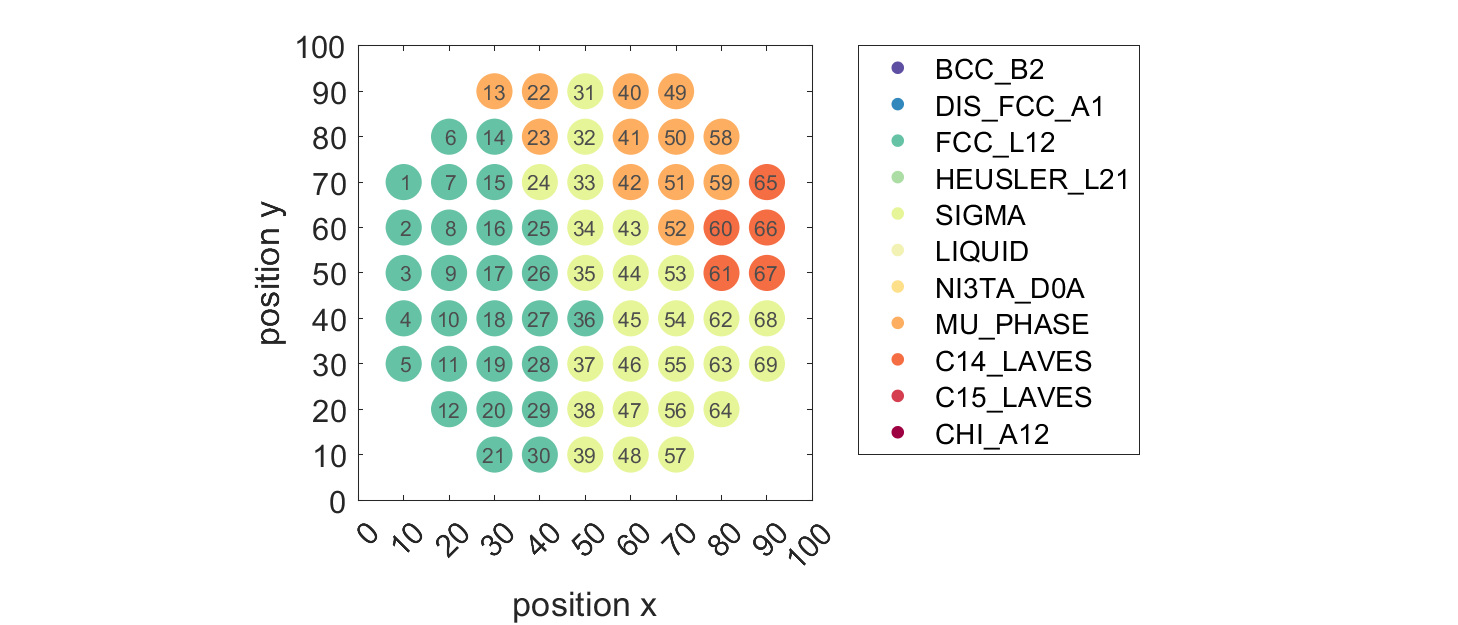 100
90
80
70
60
50
40
30
20
10
0
position y
13 22 31 40 49
6 14 23 32 41 50 58
1 7 15 24 33 42 51 59 65
2 8 16 25 34 43 52 60 66
3 9 17 26 35 44 53 61 67
4 10 18 27 36 45 54 62 68
5 11 19 28 37 46 55 63 69
12 20 29 38 47 56 64
21 30 39 48 57
0 10 20 30 40 50 60 70 80 90 100
position x
BCC_B2
DIS_FCC_A1
FCC_L12
HEUSLER_L21
SIGMA
LIQUID
NI3TA_D0A
MU_PHASE
C14_LAVES
C15_LAVES
CHI_A12